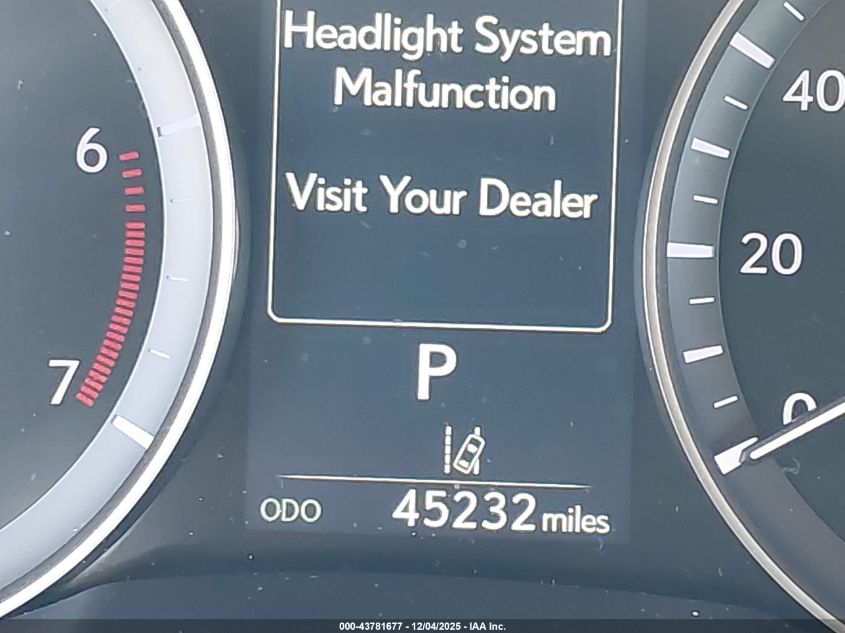 Headlight System
Malfunction
Visit Your Dealer
6
7
40
20
0
P
ODO 45232 miles
000-43781677 - 12/04/2025 - IAA Inc.